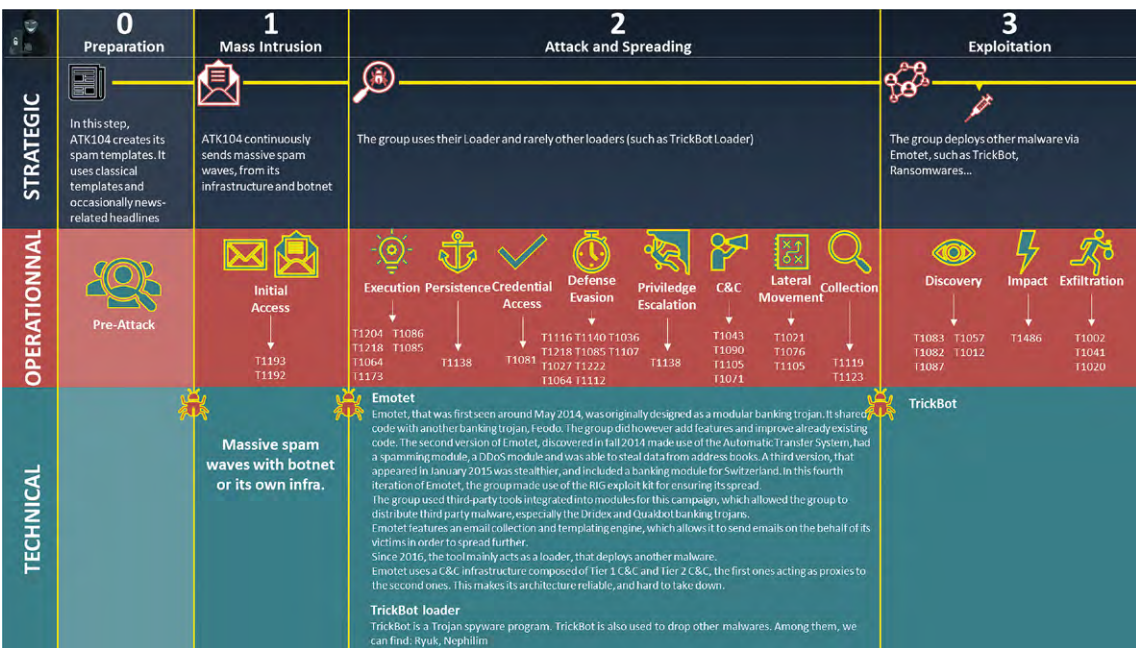 0
Preparation
1
Mass Intrusion
2
Attack and Spreading
3
Exploitation
STRATEGIC
In this step,
ATK104 creates its
spam templates. It
uses classical
templates and
occasionally news-
related headlines
ATK104 continuously
sends massive spam
waves, from its
infrastructure and botnet
The group uses their Loader and rarely other loaders (such as TrickBot Loader)
The group deploys other malware via
Emotet, such as TrickBot,
Ransomwares...
OPERATIONNAL
Pre-Attack
Initial
Access
T1193
T1192
Execution
T1204 T1086
T1218 T1085
T1064
T1173
Persistence
T1138
Credential
Access
T1081
Defense
Evasion
T1116 T1140 T1036
T1218 T1085 T1107
T1027 T1222
T1064 T1112
Priviledge
Escalation
T1138
C&C
T1043
T1090
T1105
T1071
Lateral
Movement
T1021
T1076
T1105
Collection
T1119
T1123
Discovery
T1083 T1057
T1082 T1012
T1087
Impact
T1486
Exfiltration
T1002
T1041
T1020
TECHNICAL
Massive spam
waves with botnet
or its own infra.
Emotet
Emotet, that was first seen around May 2014, was originally designed as a modular banking trojan. It shared
code with another banking trojan, Feodo. The group did however add features and improve already existing
code. The second version of Emotet, discovered in fall 2014 made use of the Automatic Transfer System, had
a spamming module, a DDoS module and was able to steal data from address books. A third version, that
appeared in January 2015 was stealthier, and included a banking module for Switzerland. In this fourth
iteration of Emotet, the group made use of the RIG exploit kit for ensuring its spread.
The group used third-party tools integrated into modules for this campaign, which allowed the group to
distribute third party malware, especially the Dridex and Quakbot banking trojans.
Emotet features an email collection and templating engine, which allows it to send emails on the behalf of its
victims in order to spread further.
Since 2016, the tool mainly acts as a loader, that deploys another malware.
Emotet uses a C&C infrastructure composed of Tier 1 C&C and Tier 2 C&C, the first ones acting as proxies to
the second ones. This makes its architecture reliable, and hard to take down.
TrickBot loader
TrickBot is a Trojan spyware program. TrickBot is also used to drop other malwares. Among them, we
can find: Ryuk, Nephilim
TrickBot